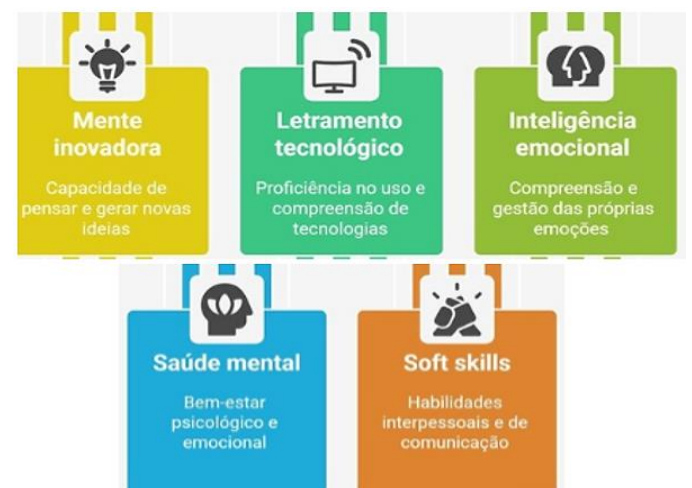 Mente
inovadora
Capacidade de
pensar e gerar novas
ideias
Letramento
tecnológico
Proficiência no uso e
compreensão de
tecnologias
Inteligência
emocional
Compreensão e
gestão das próprias
emoções
Saúde mental
Bem-estar
psicológico e
emocional
Soft skills
Habilidades
interpessoais e de
comunicação